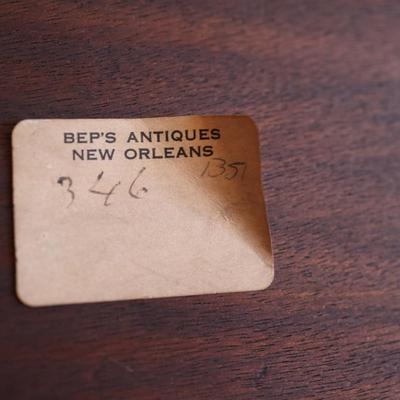 BEP'S ANTIQUES
NEW ORLEANS
1351
346